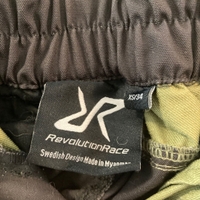 XS/34
RevolutionRace
Swedish Design Made in Myanmar